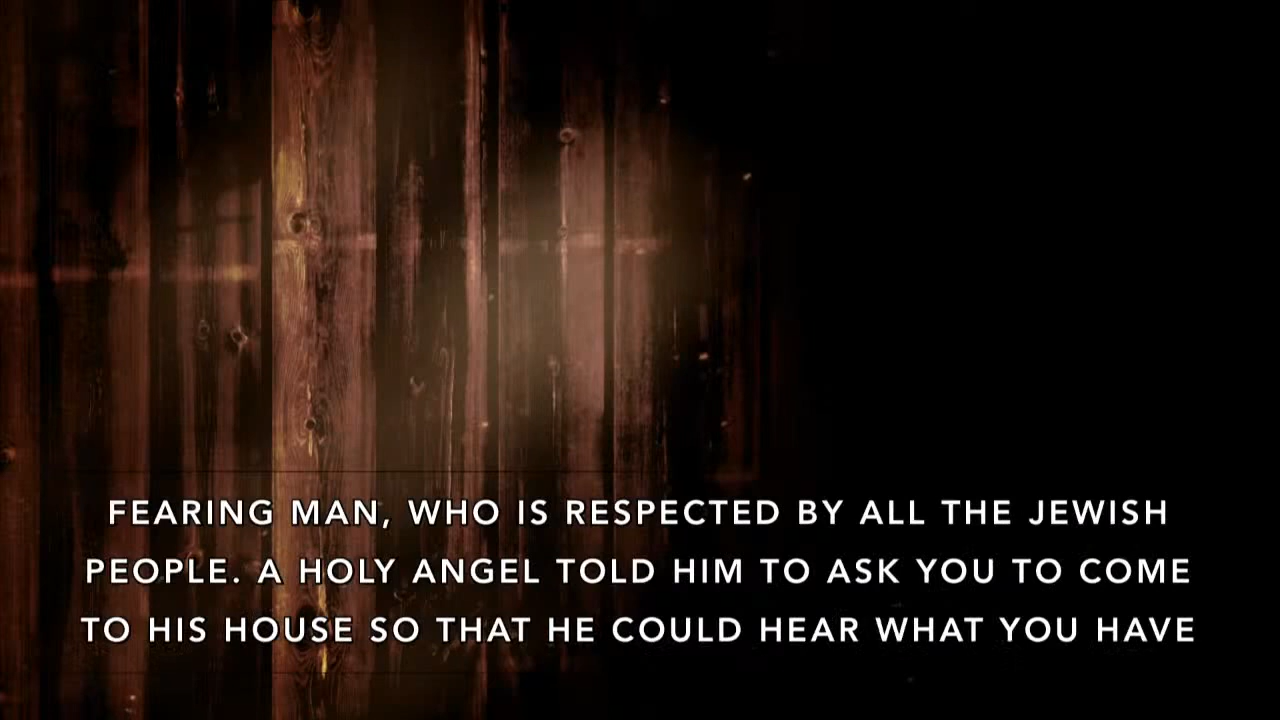 FEARING MAN, WHO IS RESPECTED BY ALL THE JEWISH
PEOPLE. A HOLY ANGEL TOLD HIM TO ASK YOU TO COME
TO HIS HOUSE SO THAT HE COULD HEAR WHAT YOU HAVE